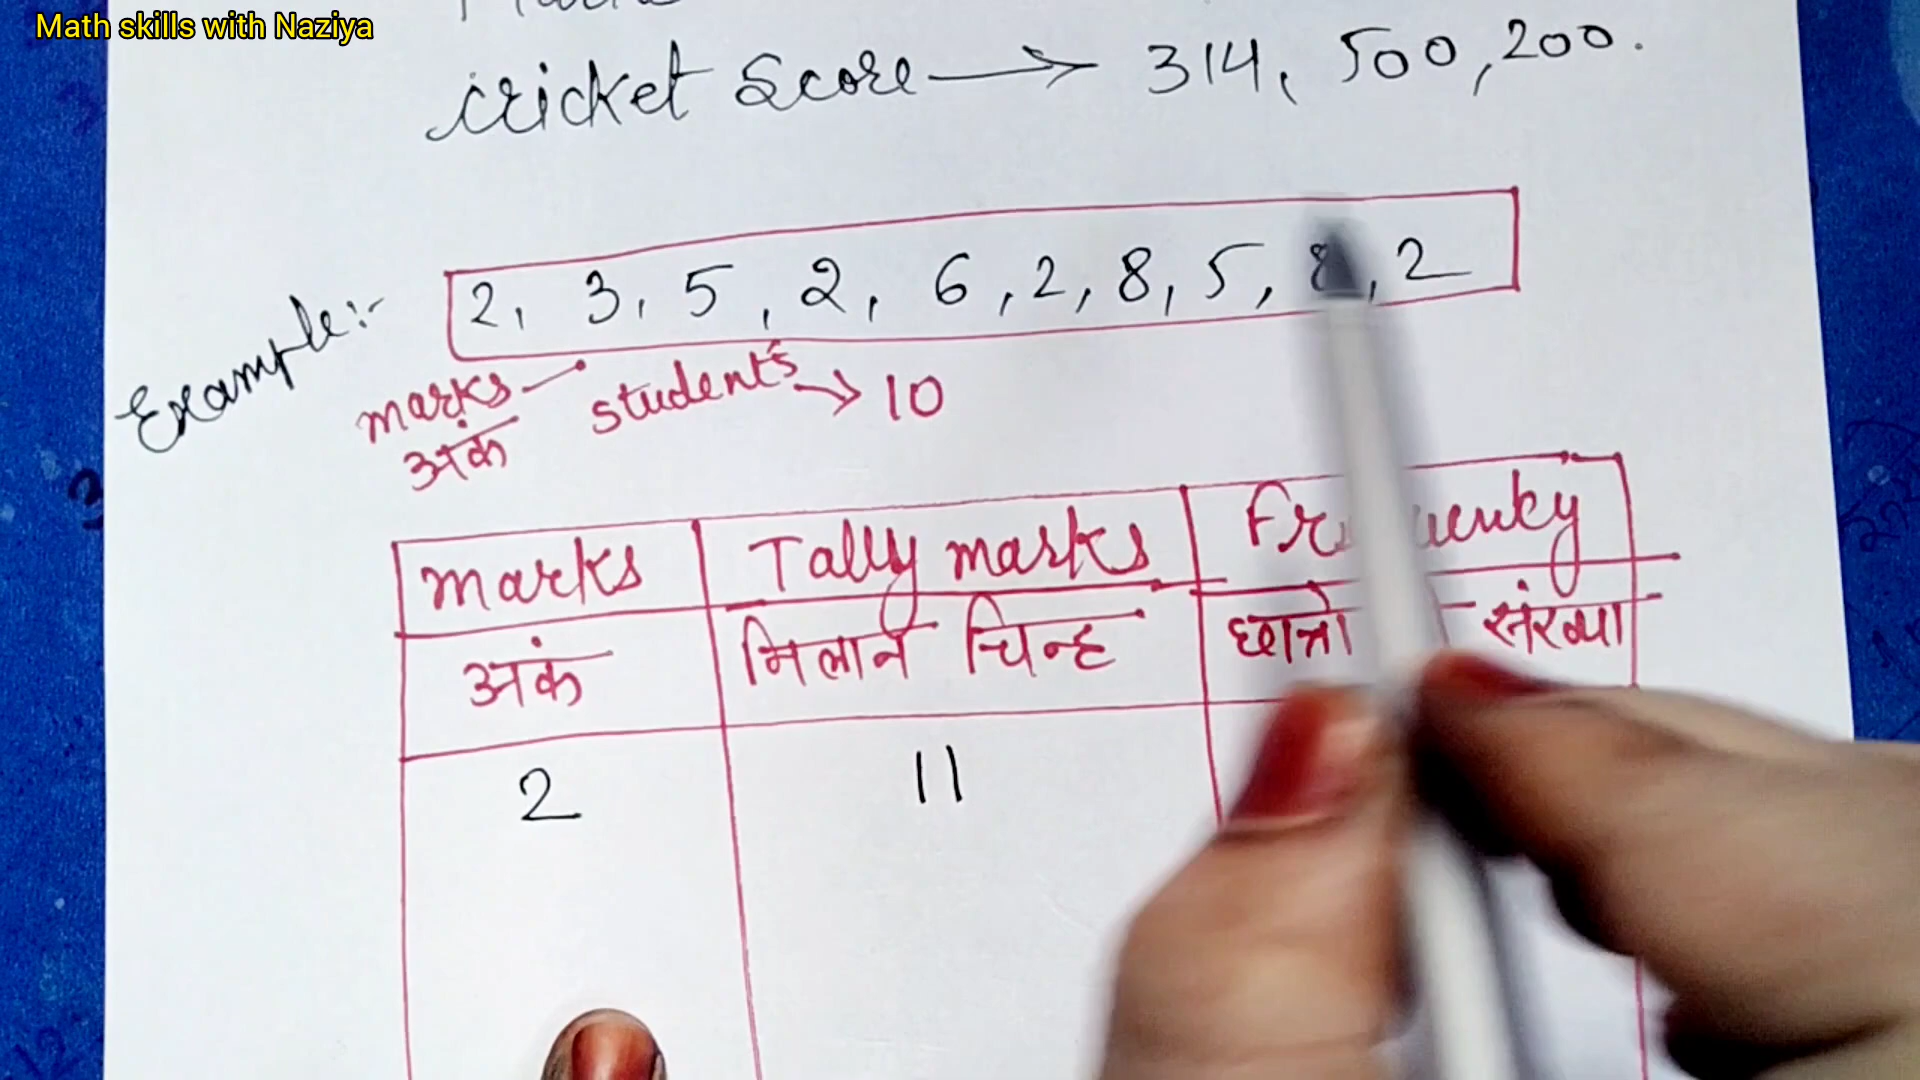 Math skills with Naziya
cricket Score → 314, 500, 200.
Example:- 2, 3, 5, 2, 6, 2, 8, 5, 8, 2
marks students → 10
अंक
marks Tally marks
अंक मिलान चिन्ह छात्रो संख्या
2 ||